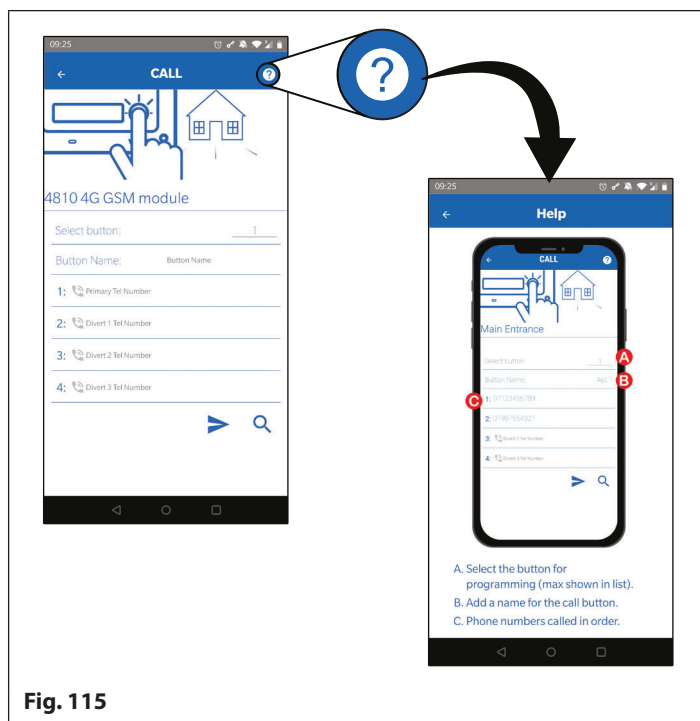 09:25
CALL
?
4810 4G GSM module
Select button: 1
Button Name: Button Name
1: Primary Tel Number
2: Divert 1 Tel Number
3: Divert 2 Tel Number
4: Divert 3 Tel Number
?
09:25
Help
CALL
?
Main Entrance
Select button: 1 A
Button Name: Apt 1 B
C 1: 07123456789
2: 01987654321
3: Divert 2 Tel Number
4: Divert 3 Tel Number
A. Select the button for
programming (max shown in list).
B. Add a name for the call button.
C. Phone numbers called in order.
Fig. 115